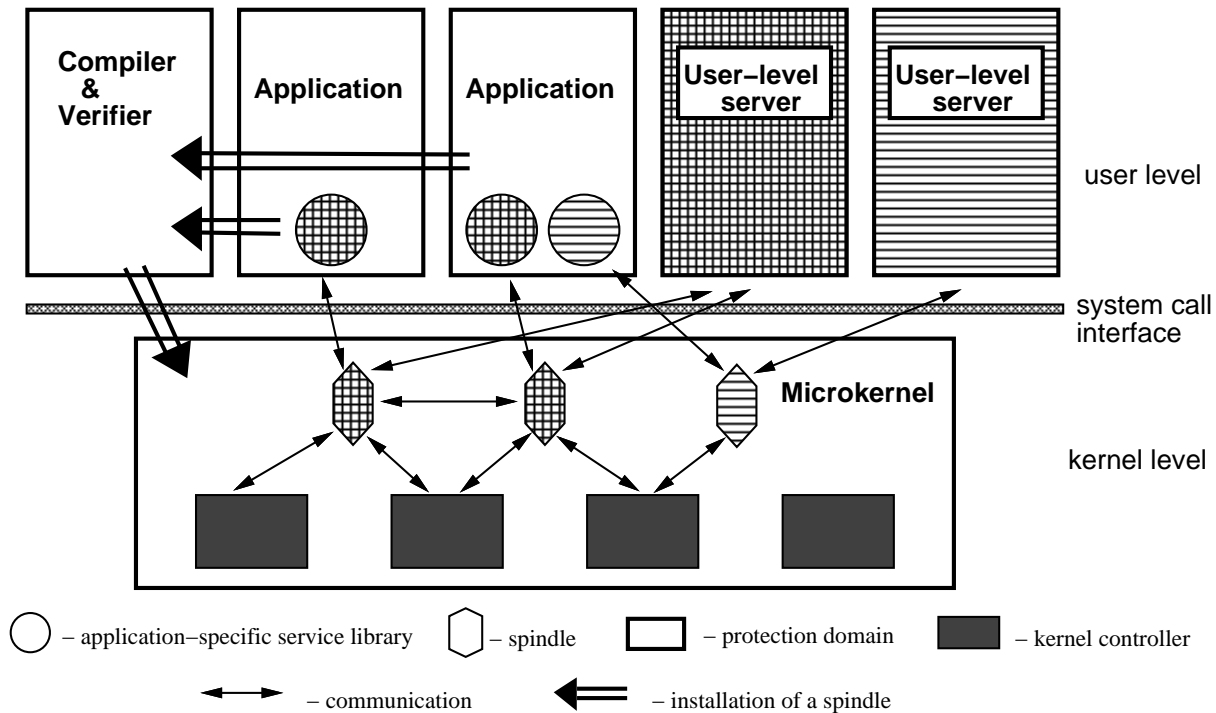 Compiler
&
Verifier
Application
Application
User−level
server
User−level
server
user level
system call
interface
Microkernel
kernel level
− application−specific service library
− spindle
− protection domain
− kernel controller
− communication
− installation of a spindle